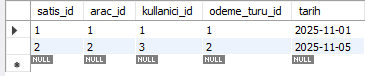 satis_id arac_id kullanici_id odeme_turu_id tarih
1 1 1 1 2025-11-01
2 2 3 2 2025-11-05
NULL NULL NULL NULL NULL